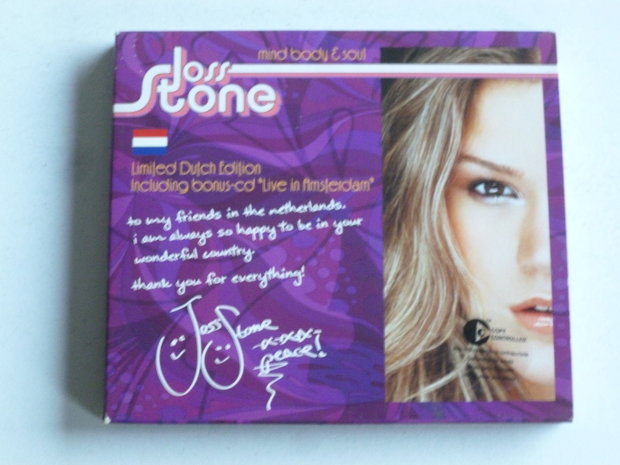 Joss Stone
mind body & soul
Limited Dutch Edition
Including bonus-cd "Live in Amsterdam"
to my friends in the netherlands.
i am always so happy to be in your
wonderful country.
thank you for everything!
Joss Stone
-x-x-x-
peace!
COPY
CONTROLLED